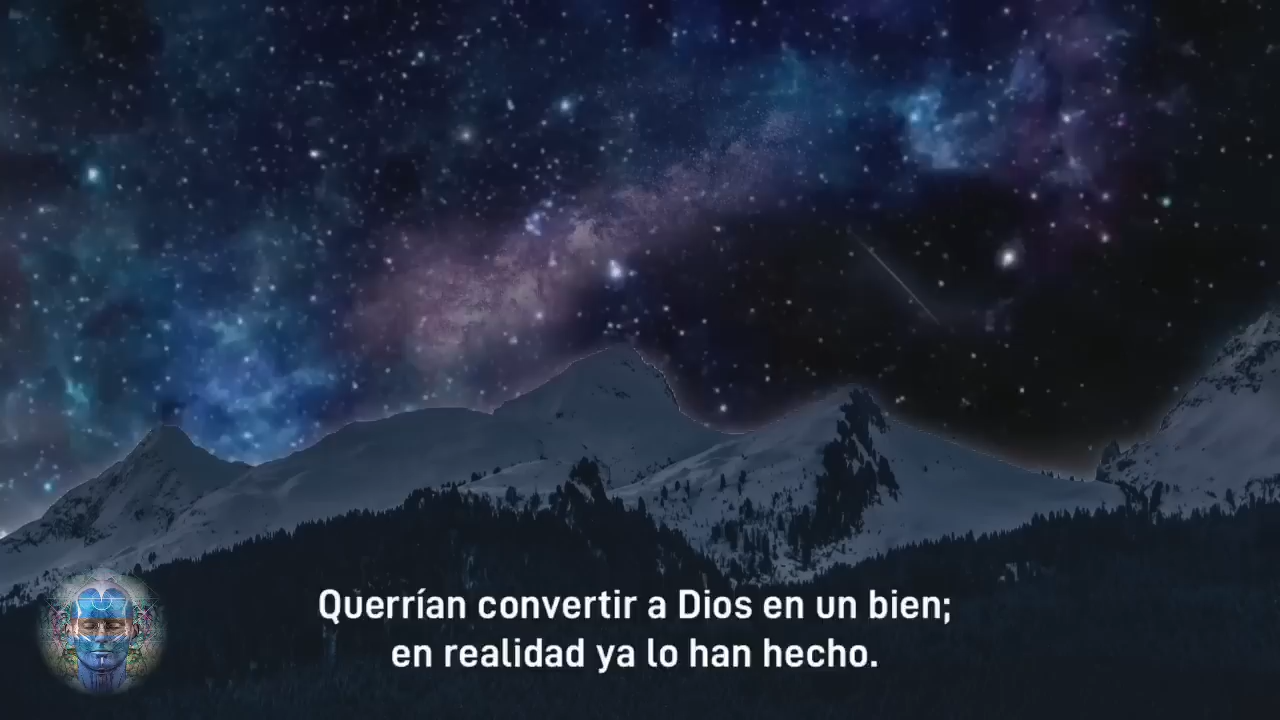 Querrían convertir a Dios en un bien;
en realidad ya lo han hecho.